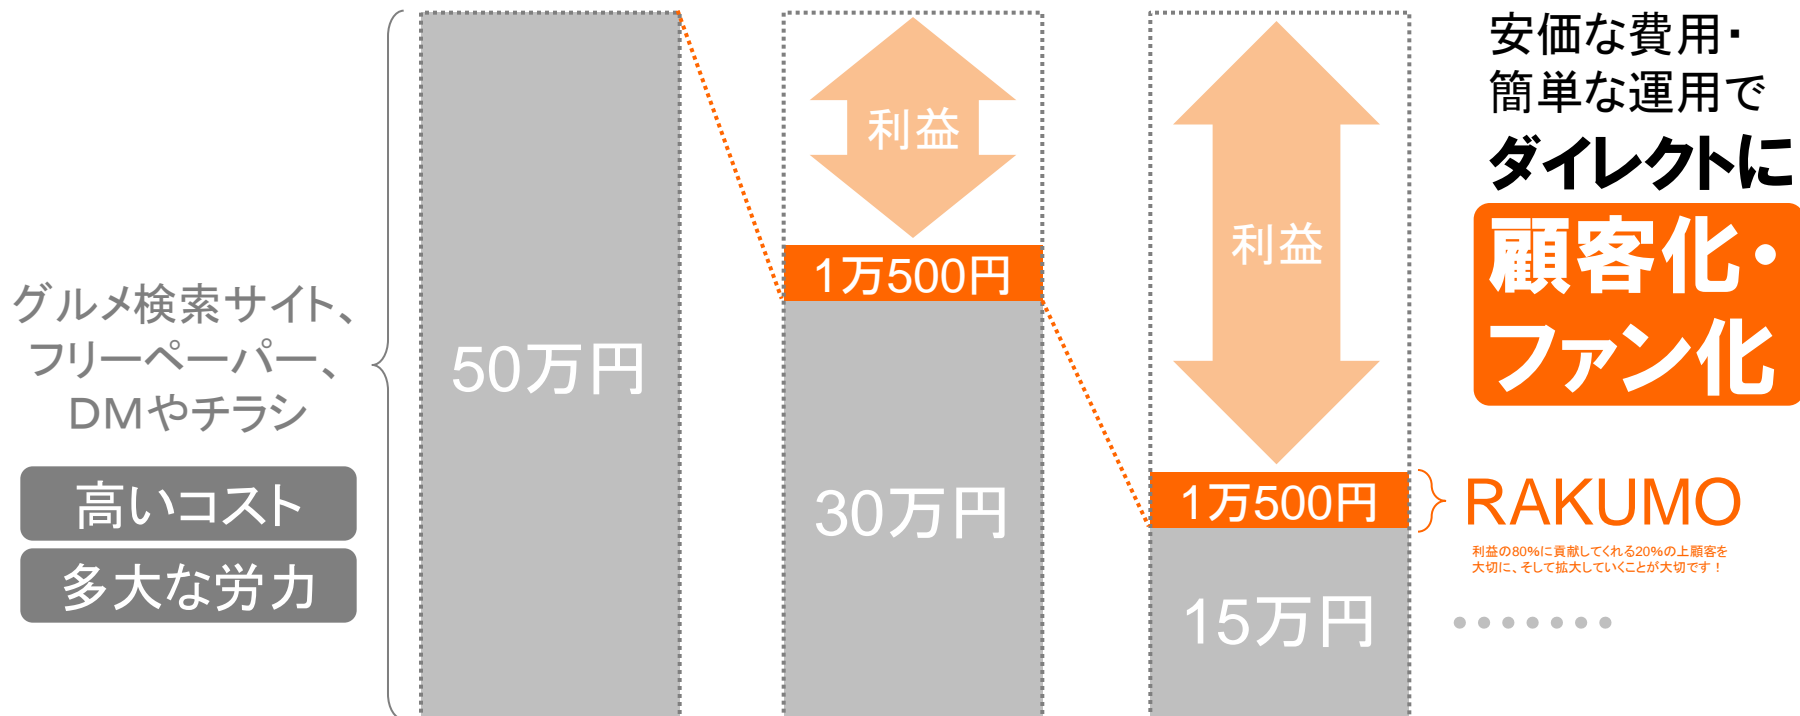 グルメ検索サイト、
フリーペーパー、
DMやチラシ
高いコスト
多大な労力
50万円
利益
1万500円
30万円
利益
1万500円
15万円
安価な費用・
簡単な運用で
ダイレクトに
顧客化・
ファン化
RAKUMO
利益の80%に貢献してくれる20%の上顧客を
大切に、そして拡大していくことが大切です！